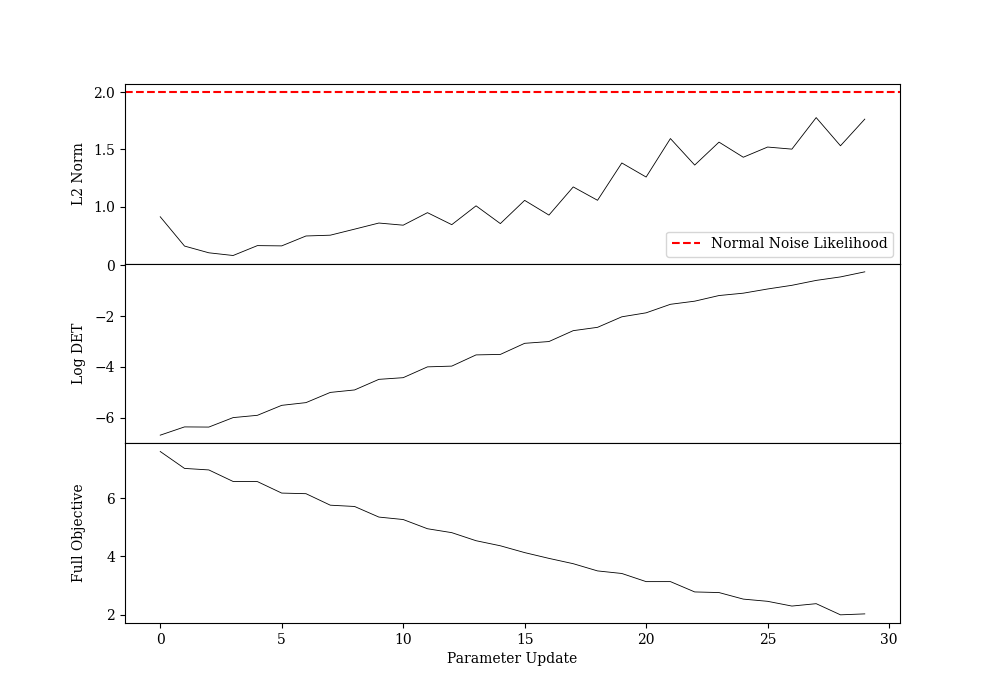 2.0
1.5
1.0
L2 Norm
Normal Noise Likelihood
0
−2
−4
−6
Log DET
6
4
2
Full Objective
0 5 10 15 20 25 30
Parameter Update